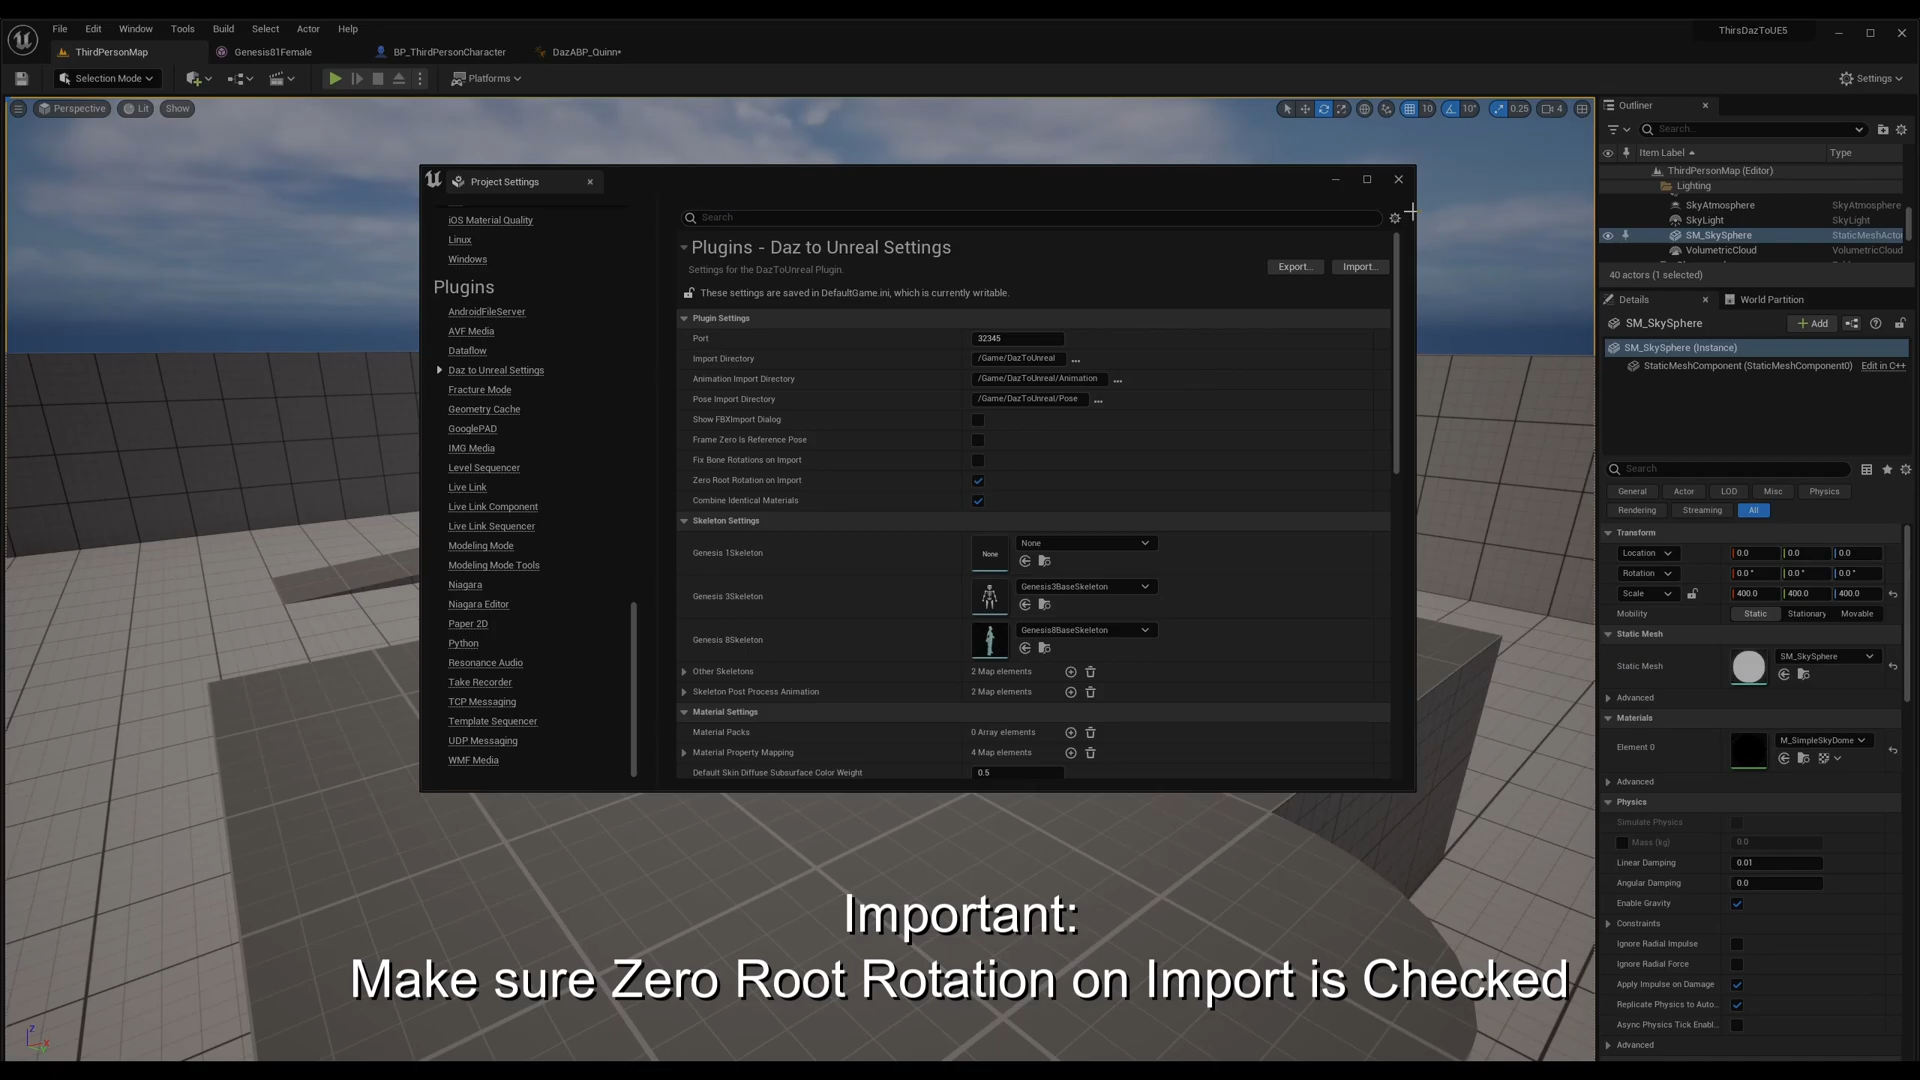 File Edit Window Tools Build Select Actor Help
ThirsDazToUE5
ThirdPersonMap Genesis81Female BP_ThirdPersonCharacter DazABP_Quinn*
Selection Mode Platforms Settings
Perspective Lit Show 10 10° 0.25 4
Outliner
Search...
Item Label Type
ThirdPersonMap (Editor)
Lighting
SkyAtmosphere SkyAtmosphere
SkyLight SkyLight
SM_SkySphere StaticMeshActor
VolumetricCloud VolumetricCloud
40 actors (1 selected)
Details World Partition
SM_SkySphere Add
SM_SkySphere (Instance)
StaticMeshComponent (StaticMeshComponent0) Edit in C++
Search
General Actor LOD Misc Physics
Rendering Streaming All
Transform
Location 0.0 0.0 0.0
Rotation 0.0 ° 0.0 ° 0.0 °
Scale 400.0 400.0 400.0
Mobility Static Stationary Movable
Static Mesh
Static Mesh SM_SkySphere
Advanced
Materials
Element 0 M_SimpleSkyDome
Advanced
Physics
Simulate Physics
Mass (kg) 0.0
Linear Damping 0.01
Angular Damping 0.0
Enable Gravity
Constraints
Ignore Radial Impulse
Ignore Radial Force
Apply Impulse on Damage
Replicate Physics to Auto...
Async Physics Tick Enabl...
Advanced
Project Settings
iOS Material Quality
Linux
Windows
Plugins
AndroidFileServer
AVF Media
Dataflow
Daz to Unreal Settings
Fracture Mode
Geometry Cache
GooglePAD
IMG Media
Level Sequencer
Live Link
Live Link Component
Live Link Sequencer
Modeling Mode
Modeling Mode Tools
Niagara
Niagara Editor
Paper 2D
Python
Resonance Audio
Take Recorder
TCP Messaging
Template Sequencer
UDP Messaging
WMF Media
Search
Plugins - Daz to Unreal Settings
Settings for the DazToUnreal Plugin.
Export... Import...
These settings are saved in DefaultGame.ini, which is currently writable.
Plugin Settings
Port 32345
Import Directory /Game/DazToUnreal ...
Animation Import Directory /Game/DazToUnreal/Animation ...
Pose Import Directory /Game/DazToUnreal/Pose ...
Show FBXImport Dialog
Frame Zero Is Reference Pose
Fix Bone Rotations on Import
Zero Root Rotation on Import
Combine Identical Materials
Skeleton Settings
Genesis 1Skeleton None None
Genesis 3Skeleton Genesis3BaseSkeleton
Genesis 8Skeleton Genesis8BaseSkeleton
Other Skeletons 2 Map elements
Skeleton Post Process Animation 2 Map elements
Material Settings
Material Packs 0 Array elements
Material Property Mapping 4 Map elements
Default Skin Diffuse Subsurface Color Weight 0.5
Important:
Make sure Zero Root Rotation on Import is Checked
Z
X